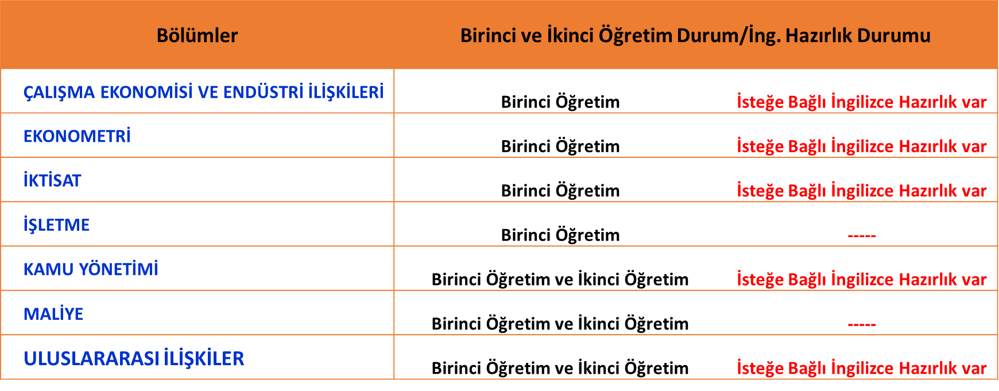 Bölümler Birinci ve İkinci Öğretim Durum/İng. Hazırlık Durumu
ÇALIŞMA EKONOMİSİ VE ENDÜSTRİ İLİŞKİLERİ Birinci Öğretim İsteğe Bağlı İngilizce Hazırlık var
EKONOMETRİ Birinci Öğretim İsteğe Bağlı İngilizce Hazırlık var
İKTİSAT Birinci Öğretim İsteğe Bağlı İngilizce Hazırlık var
İŞLETME Birinci Öğretim -----
KAMU YÖNETİMİ Birinci Öğretim ve İkinci Öğretim İsteğe Bağlı İngilizce Hazırlık var
MALİYE Birinci Öğretim ve İkinci Öğretim -----
ULUSLARARASI İLİŞKİLER Birinci Öğretim ve İkinci Öğretim İsteğe Bağlı İngilizce Hazırlık var